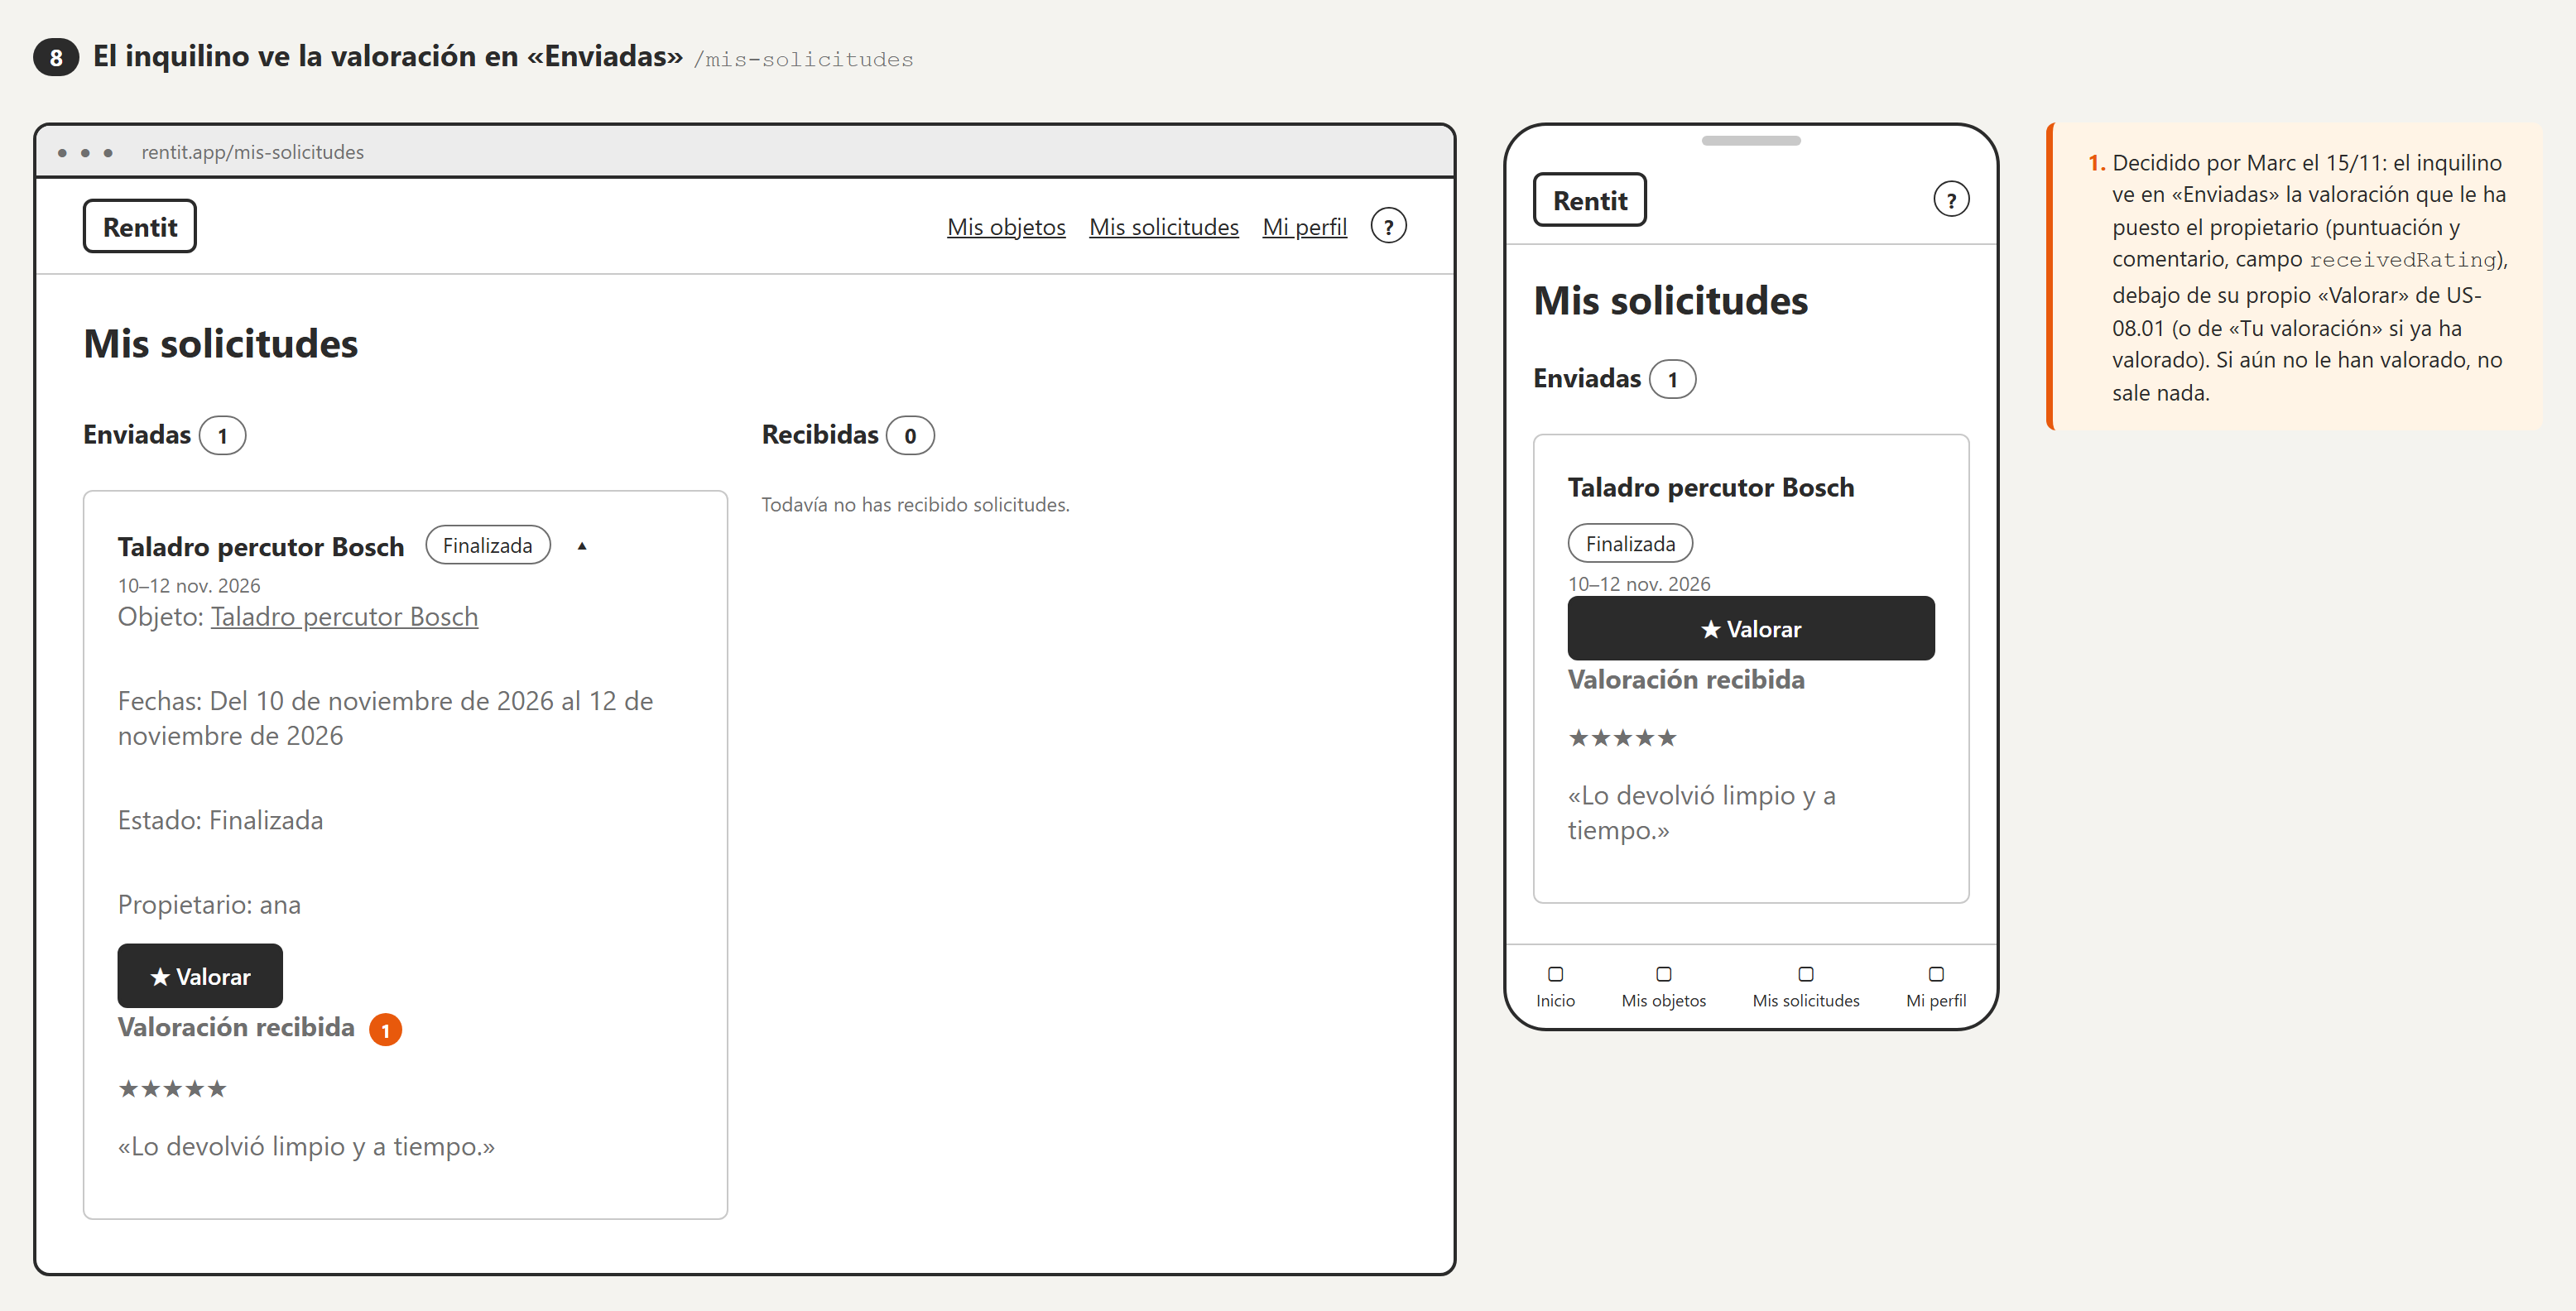 8 El inquilino ve la valoración en «Enviadas» /mis-solicitudes
rentit.app/mis-solicitudes
Rentit
Mis objetos Mis solicitudes Mi perfil ?
Mis solicitudes
Enviadas 1
Recibidas 0
Todavía no has recibido solicitudes.
Taladro percutor Bosch Finalizada ▲
10–12 nov. 2026
Objeto: Taladro percutor Bosch
Fechas: Del 10 de noviembre de 2026 al 12 de
noviembre de 2026
Estado: Finalizada
Propietario: ana
★ Valorar
Valoración recibida 1
★★★★★
«Lo devolvió limpio y a tiempo.»
Rentit ?
Mis solicitudes
Enviadas 1
Taladro percutor Bosch
Finalizada
10–12 nov. 2026
★ Valorar
Valoración recibida
★★★★★
«Lo devolvió limpio y a
tiempo.»
Inicio Mis objetos Mis solicitudes Mi perfil
1. Decidido por Marc el 15/11: el inquilino
ve en «Enviadas» la valoración que le ha
puesto el propietario (puntuación y
comentario, campo receivedRating),
debajo de su propio «Valorar» de US-
08.01 (o de «Tu valoración» si ya ha
valorado). Si aún no le han valorado, no
sale nada.